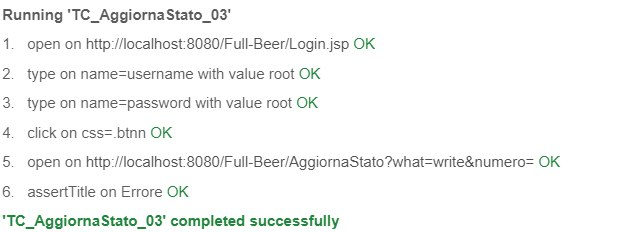 Running 'TC_AggiornaStato_03'
1. open on http://localhost:8080/Full-Beer/Login.jsp OK
2. type on name=username with value root OK
3. type on name=password with value root OK
4. click on css=.btnn OK
5. open on http://localhost:8080/Full-Beer/AggiornaStato?what=write&numero= OK
6. assertTitle on Errore OK
'TC_AggiornaStato_03' completed successfully